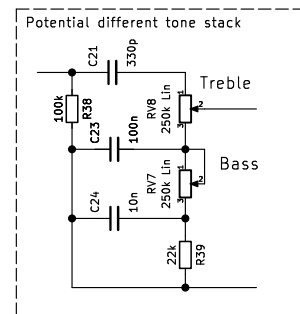 Potential different tone stack
C21
330p
Treble
100k
R38
RV8
250k Lin
1
2
3
C23
100n
Bass
RV7
250k Lin
1
2
3
C24
10n
22k
R39